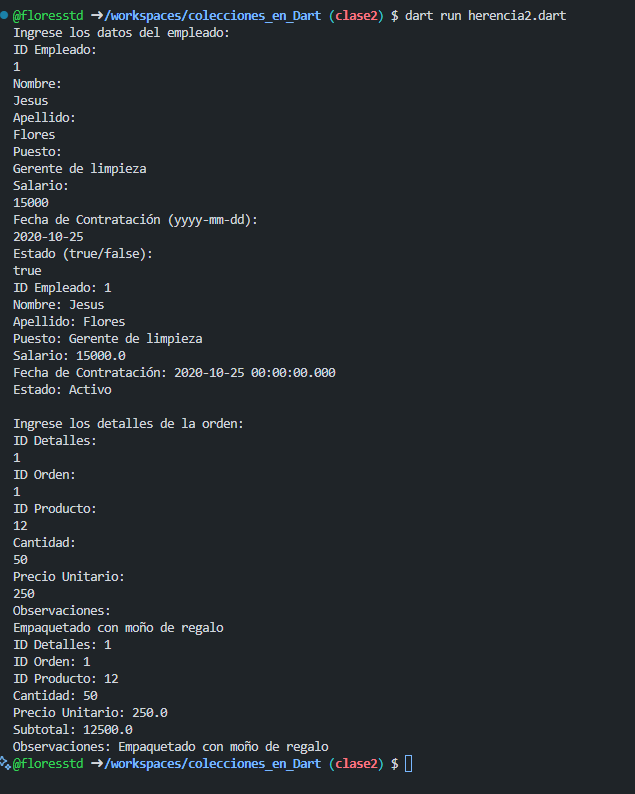 @floresstd ➜/workspaces/colecciones_en_Dart (clase2) $ dart run herencia2.dart
Ingrese los datos del empleado:
ID Empleado:
1
Nombre:
Jesus
Apellido:
Flores
Puesto:
Gerente de limpieza
Salario:
15000
Fecha de Contratación (yyyy-mm-dd):
2020-10-25
Estado (true/false):
true
ID Empleado: 1
Nombre: Jesus
Apellido: Flores
Puesto: Gerente de limpieza
Salario: 15000.0
Fecha de Contratación: 2020-10-25 00:00:00.000
Estado: Activo
Ingrese los detalles de la orden:
ID Detalles:
1
ID Orden:
1
ID Producto:
12
Cantidad:
50
Precio Unitario:
250
Observaciones:
Empaquetado con moño de regalo
ID Detalles: 1
ID Orden: 1
ID Producto: 12
Cantidad: 50
Precio Unitario: 250.0
Subtotal: 12500.0
Observaciones: Empaquetado con moño de regalo
@floresstd ➜/workspaces/colecciones_en_Dart (clase2) $